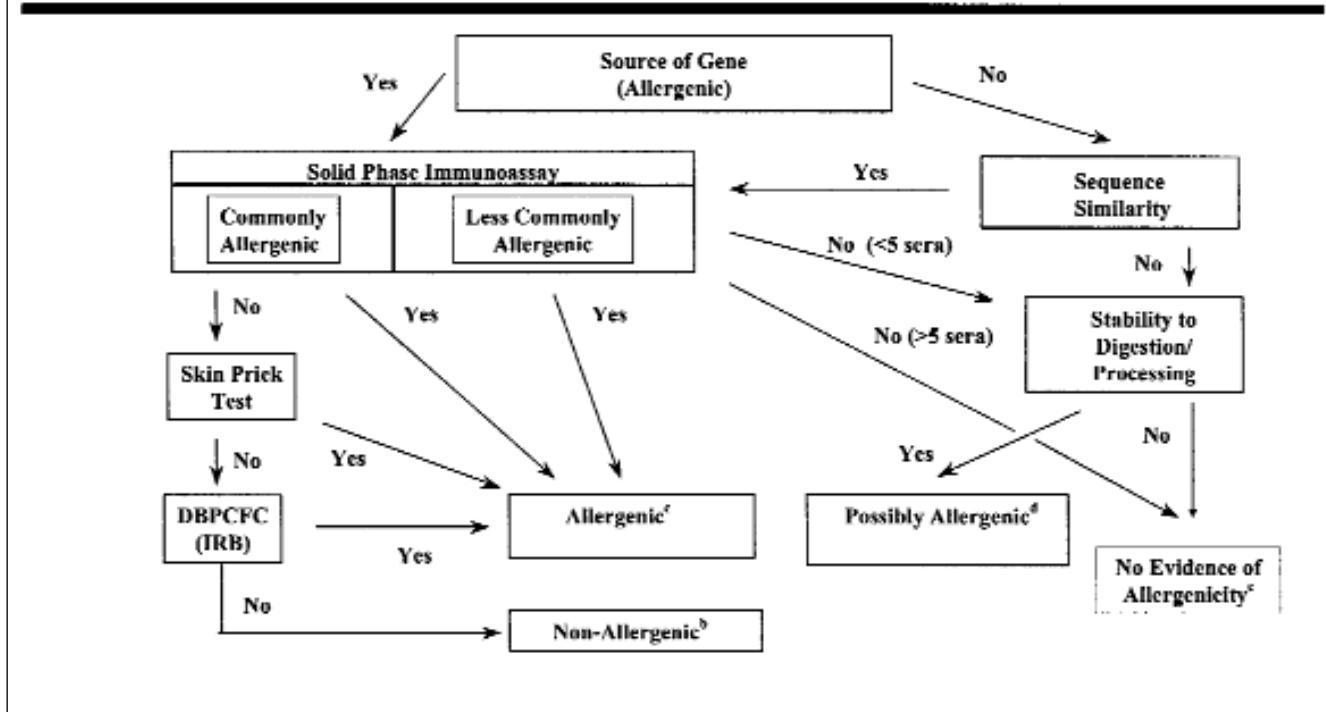 Source of Gene
(Allergenic)
Yes
No
Solid Phase Immunoassay
Commonly
Allergenic
Less Commonly
Allergenic
Yes
Sequence
Similarity
No (<5 sera)
No
No
Yes
Yes
No (>5 sera)
Stability to
Digestion/
Processing
Skin Prick
Test
No
Yes
Yes
No
DBPCFC
(IRB)
Yes
Allergenic
Possibly Allergenic^d
No Evidence of
Allergenicity^c
No
Non-Allergenic^b